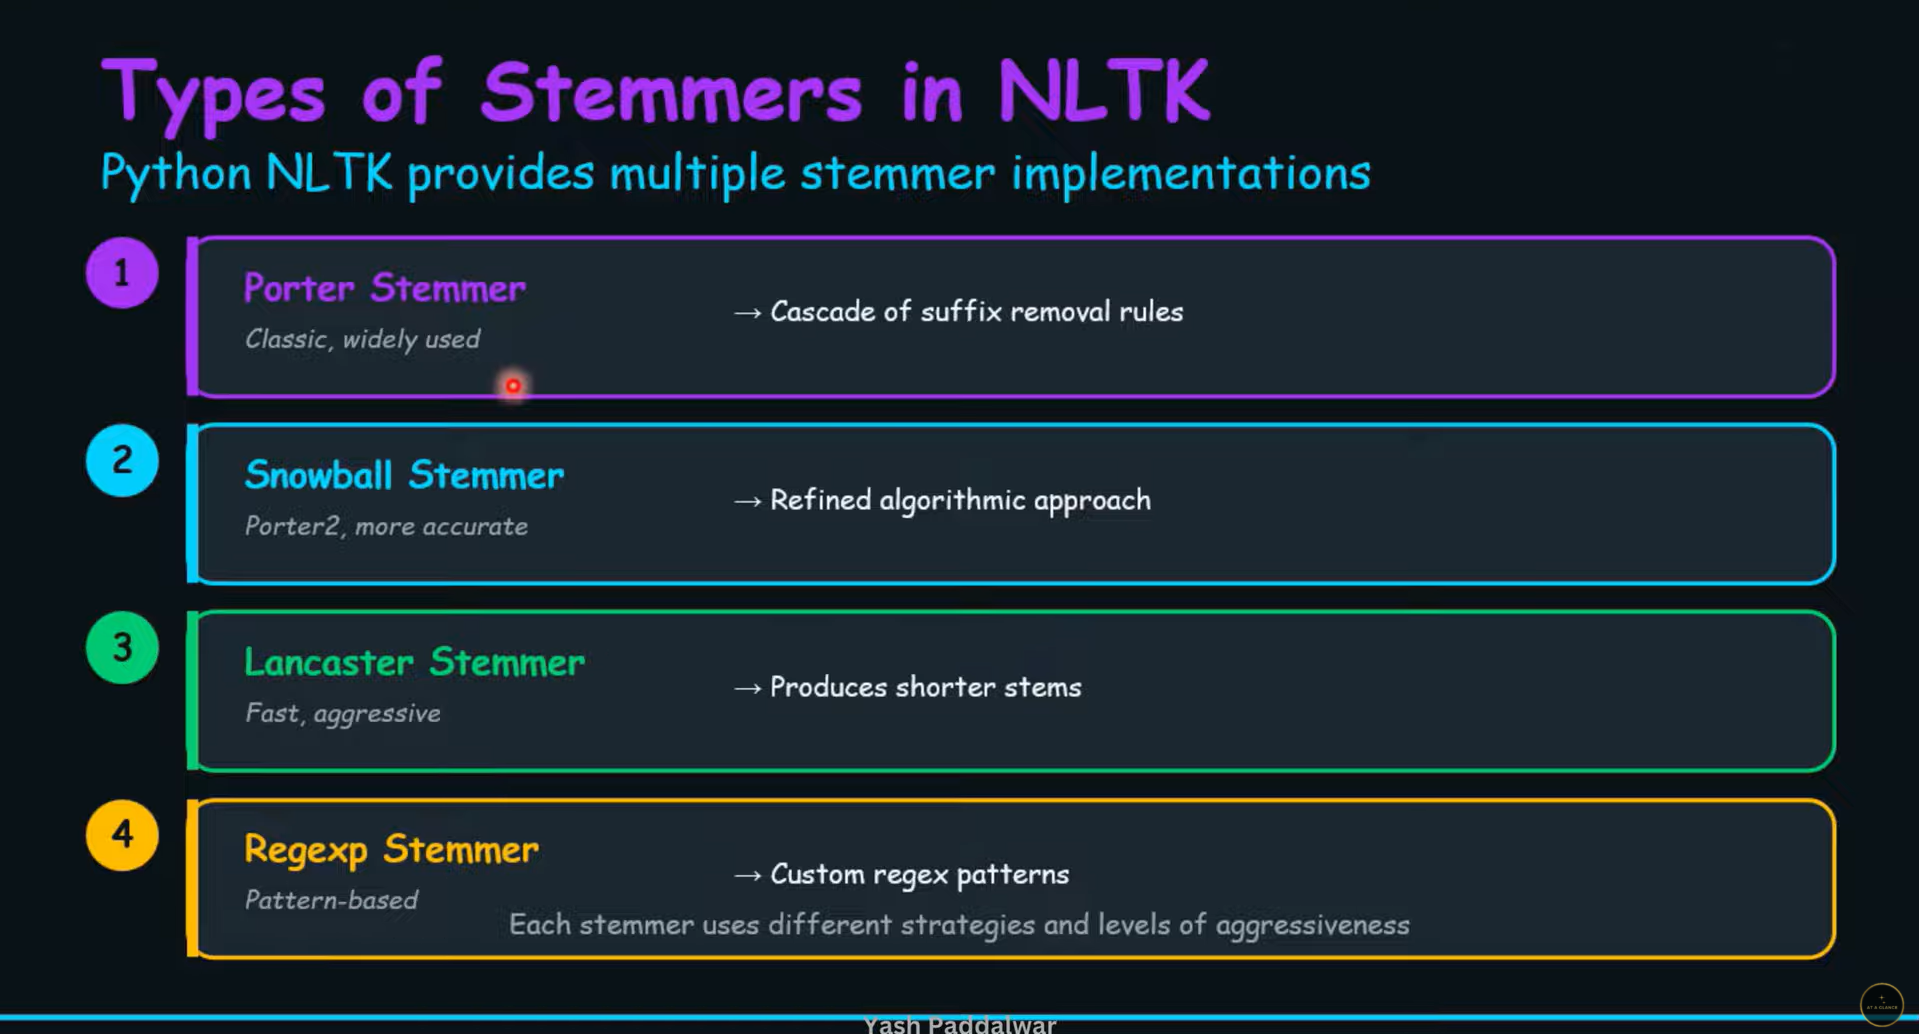 Types of Stemmers in NLTK
Python NLTK provides multiple stemmer implementations
1
Porter Stemmer
Classic, widely used
→ Cascade of suffix removal rules
2
Snowball Stemmer
Porter2, more accurate
→ Refined algorithmic approach
3
Lancaster Stemmer
Fast, aggressive
→ Produces shorter stems
4
Regexp Stemmer
Pattern-based
→ Custom regex patterns
Each stemmer uses different strategies and levels of aggressiveness
Yash Paddalwar
AT A GLANCE